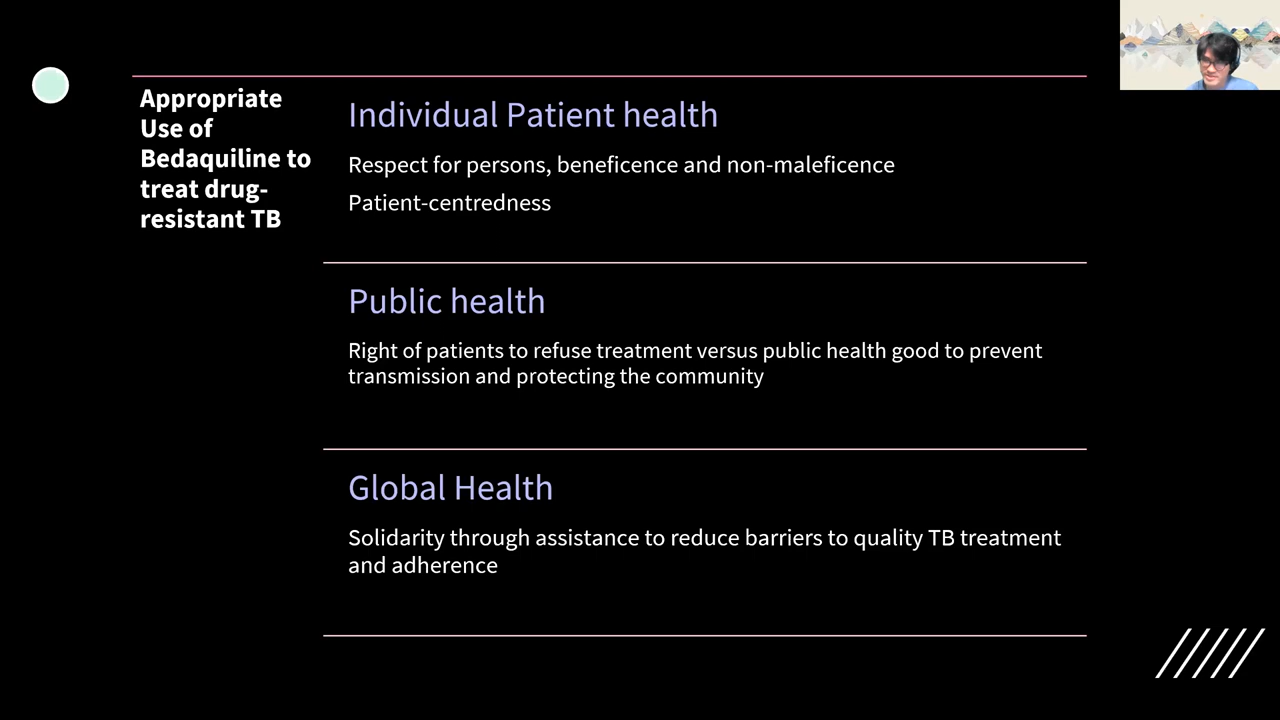 Appropriate
Use of
Bedaquiline to
treat drug-
resistant TB
Individual Patient health
Respect for persons, beneficence and non-maleficence
Patient-centredness
Public health
Right of patients to refuse treatment versus public health good to prevent
transmission and protecting the community
Global Health
Solidarity through assistance to reduce barriers to quality TB treatment
and adherence